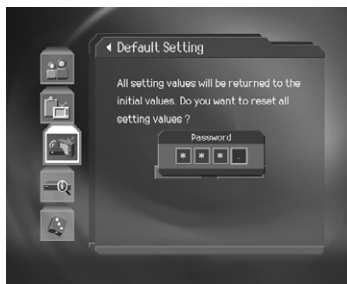 Default Setting
All setting values will be returned to the
initial values. Do you want to reset all
setting values ?
Password
* * * .